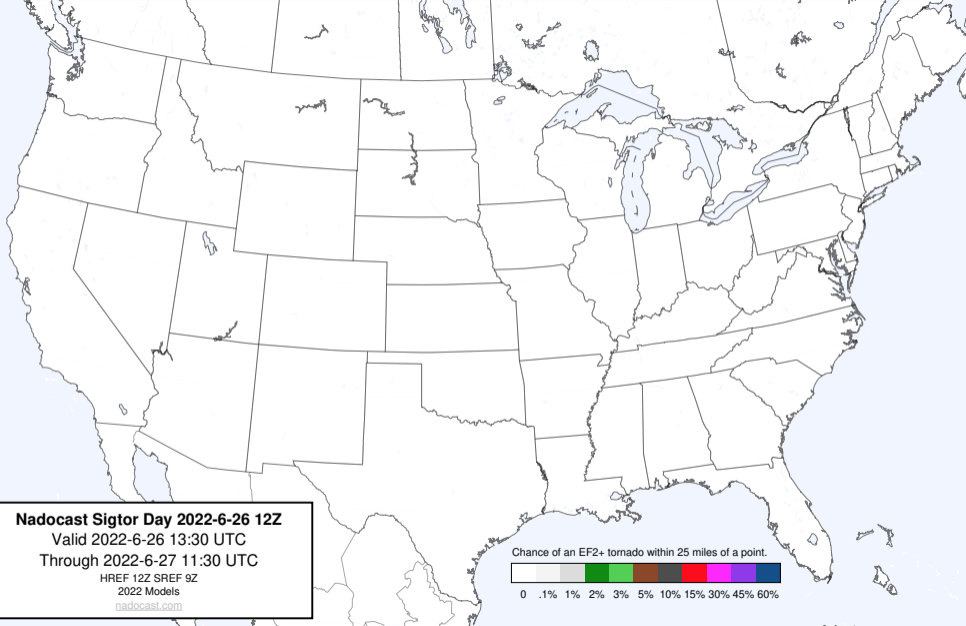 Nadocast Sigtor Day 2022-6-26 12Z
Valid 2022-6-26 13:30 UTC
Through 2022-6-27 11:30 UTC
HREF 12Z SREF 9Z
2022 Models
nadocast.com
Chance of an EF2+ tornado within 25 miles of a point.
0 .1% 1% 2% 3% 5% 10% 15% 30% 45% 60%